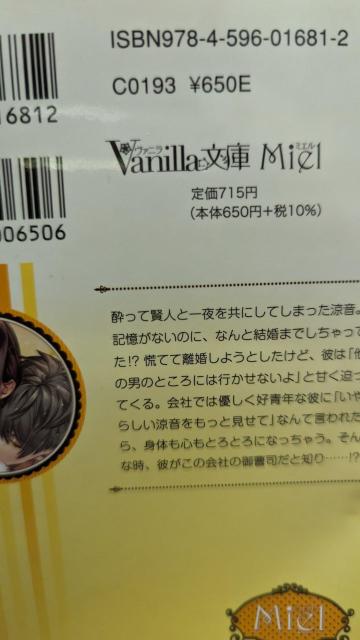 ISBN978-4-596-01681-2
C0193 ¥650E
6812
ヴァニラ ミエル
Vanilla文庫 Miel
定価715円
(本体650円+税10%)
006506
酔って賢人と一夜を共にしてしまった涼音。
記憶がないのに、なんと結婚までしちゃって
た!? 慌てて離婚しようとしたけど、彼は「他
の男のところには行かせないよ」と甘く迫っ
てくる。会社では優しく好青年な彼に「いや
らしい涼音をもっと見せて」なんて言われた
ら、身体も心もとろとろになっちゃう。そん
な時、彼がこの会社の御曹司だと知り……!?
Miel